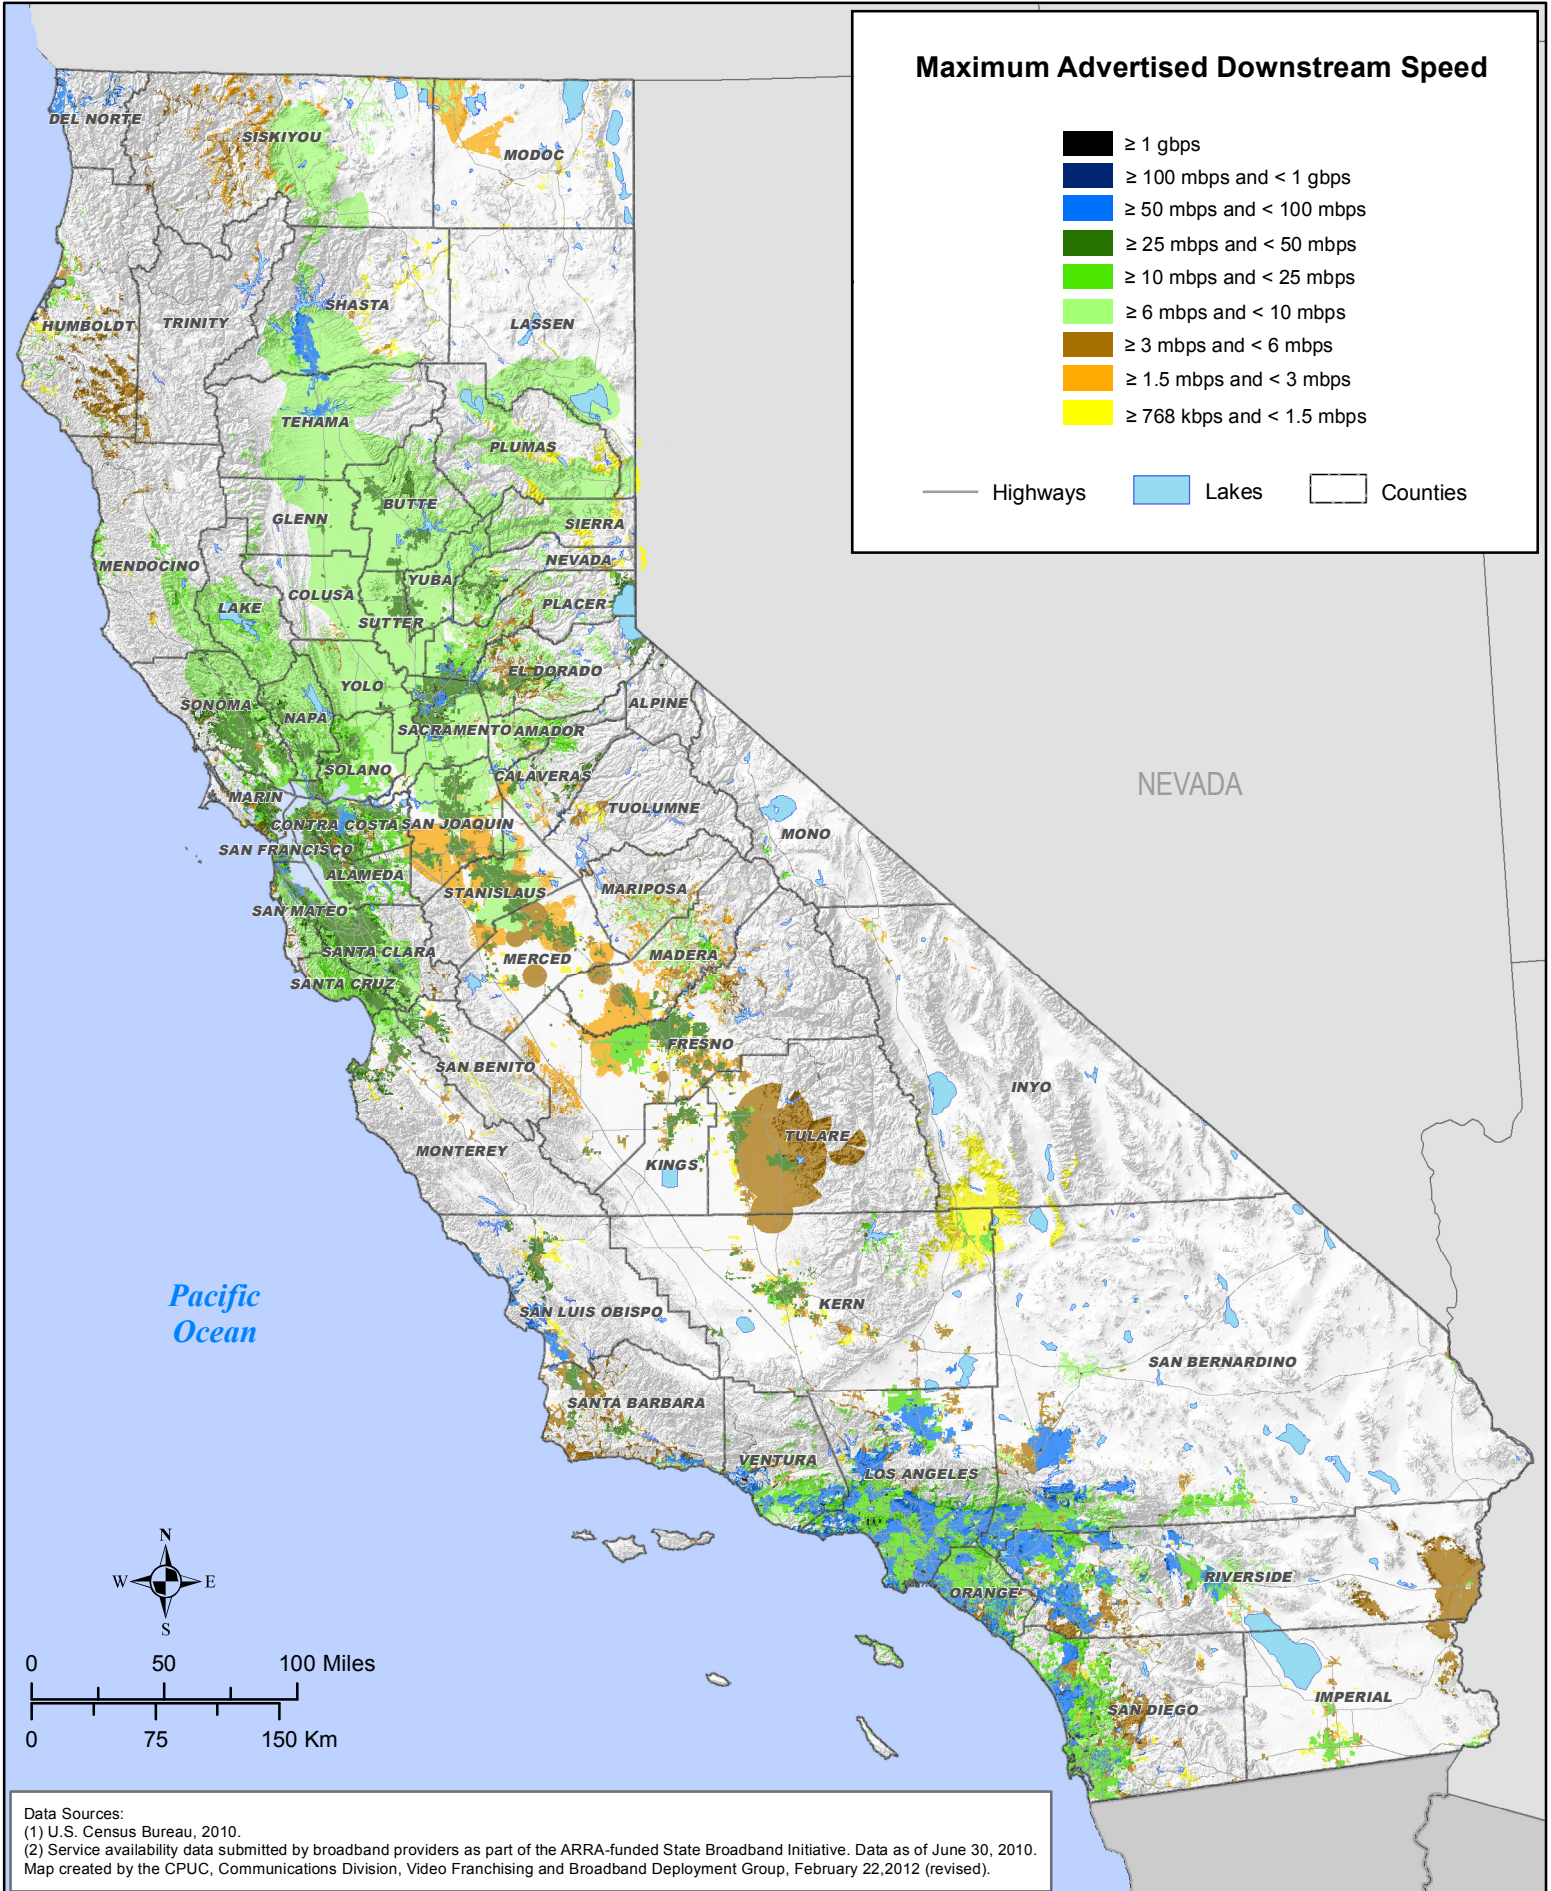 Maximum Advertised Downstream Speed
≥ 1 gbps
≥ 100 mbps and < 1 gbps
≥ 50 mbps and < 100 mbps
≥ 25 mbps and < 50 mbps
≥ 10 mbps and < 25 mbps
≥ 6 mbps and < 10 mbps
≥ 3 mbps and < 6 mbps
≥ 1.5 mbps and < 3 mbps
≥ 768 kbps and < 1.5 mbps
Highways
Lakes
Counties
DEL NORTE
SISKIYOU
MODOC
HUMBOLDT
TRINITY
SHASTA
LASSEN
TEHAMA
PLUMAS
BUTTE
GLENN
SIERRA
NEVADA
MENDOCINO
YUBA
COLUSA
LAKE
PLACER
SUTTER
EL DORADO
YOLO
SONOMA
NAPA
ALPINE
SACRAMENTO
AMADOR
SOLANO
CALAVERAS
NEVADA
MARIN
TUOLUMNE
CONTRA COSTA
SAN JOAQUIN
MONO
SAN FRANCISCO
ALAMEDA
STANISLAUS
MARIPOSA
SAN MATEO
SANTA CLARA
MERCED
MADERA
SANTA CRUZ
FRESNO
SAN BENITO
INYO
TULARE
MONTEREY
KINGS
Pacific
Ocean
KERN
SAN LUIS OBISPO
SAN BERNARDINO
SANTA BARBARA
VENTURA
LOS ANGELES
RIVERSIDE
ORANGE
IMPERIAL
SAN DIEGO
N
W
E
S
0 50 100 Miles
0 75 150 Km
Data Sources:
(1) U.S. Census Bureau, 2010.
(2) Service availability data submitted by broadband providers as part of the ARRA-funded State Broadband Initiative. Data as of June 30, 2010.
Map created by the CPUC, Communications Division, Video Franchising and Broadband Deployment Group, February 22,2012 (revised).